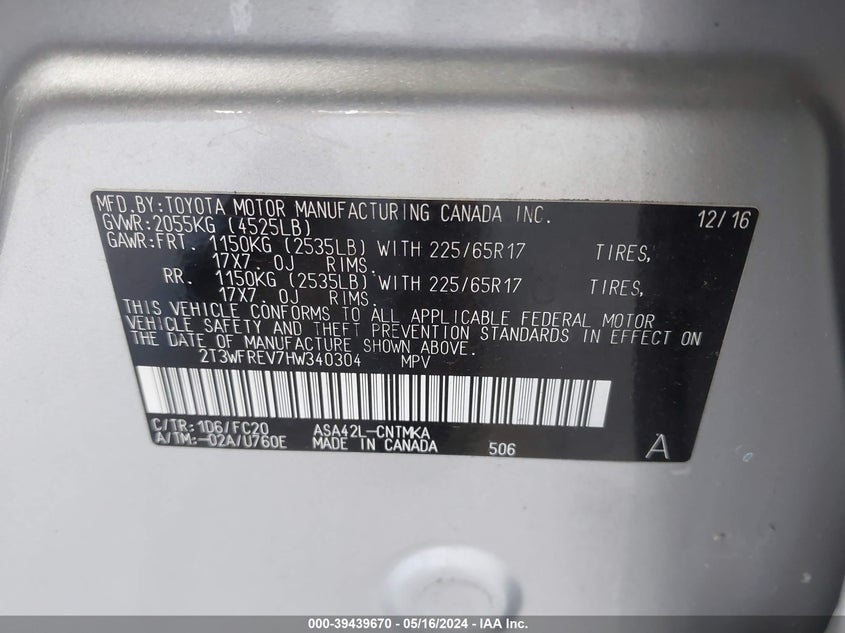 MFD.BY:TOYOTA MOTOR MANUFACTURING CANADA INC. 12/16
GVWR:2055KG (4525LB)
GAWR:FRT. 1150KG (2535LB) WITH 225/65R17 TIRES,
17X7.0J RIMS.
RR. 1150KG (2535LB) WITH 225/65R17 TIRES,
17X7.0J RIMS.
THIS VEHICLE CONFORMS TO ALL APPLICABLE FEDERAL MOTOR
VEHICLE SAFETY AND THEFT PREVENTION STANDARDS IN EFFECT ON
THE DATE OF MANUFACTURE SHOWN ABOVE.
2T3WFREV7HW340304 MPV
C/TR:1D6/FC20 ASA42L-CNTMKA
A/TM:-02A/U760E MADE IN CANADA 506 A
000-39439670 - 05/16/2024 - IAA Inc.